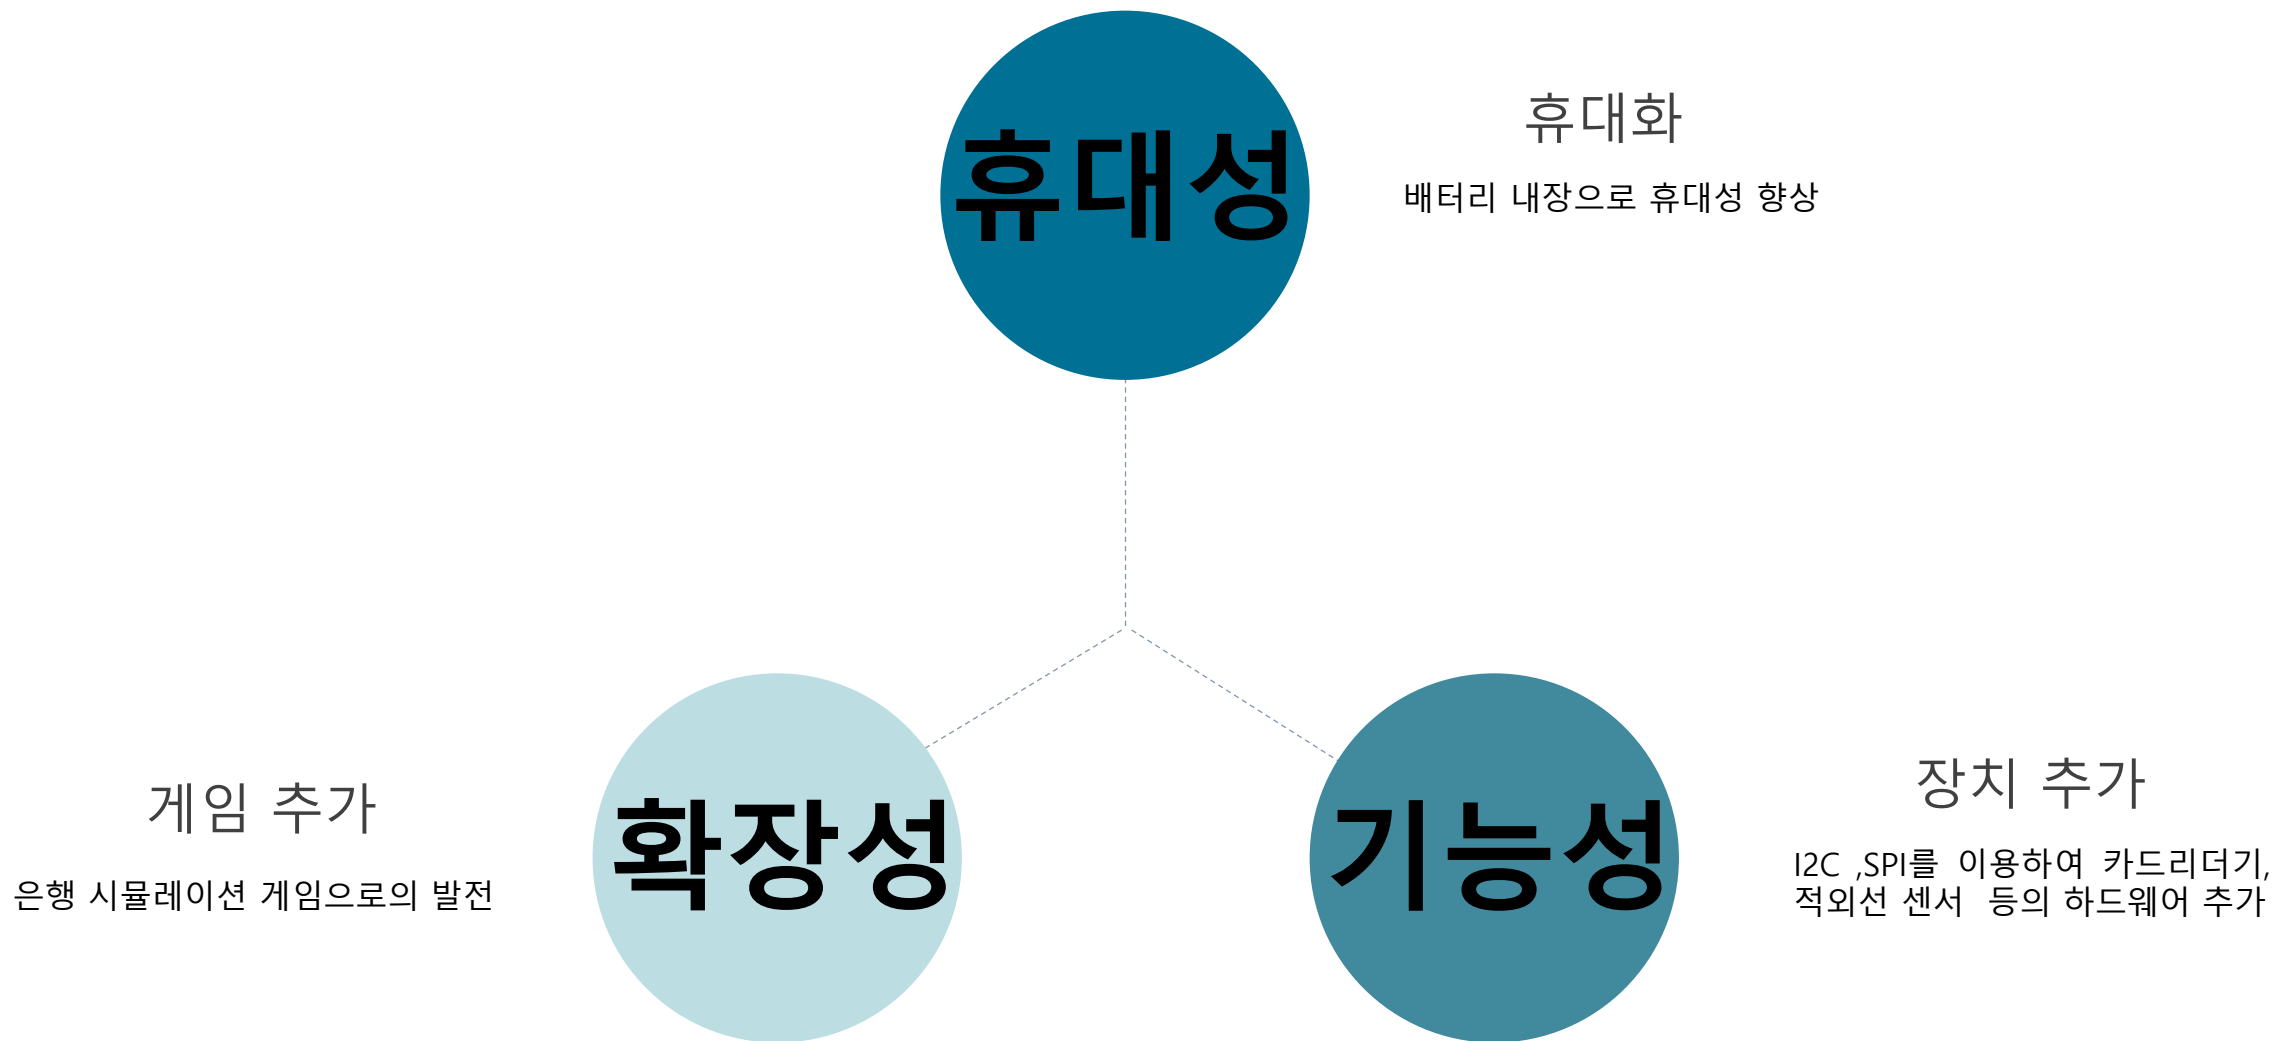 휴대성
휴대화
배터리 내장으로 휴대성 향상
게임 추가
은행 시뮬레이션 게임으로의 발전
확장성
기능성
장치 추가
I2C ,SPI를 이용하여 카드리더기,
적외선 센서 등의 하드웨어 추가